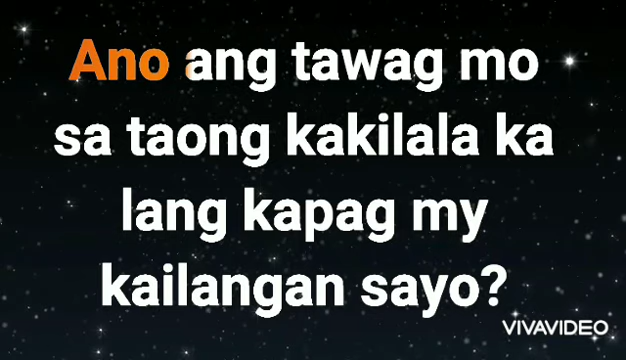 Ano ang tawag mo
sa taong kakilala ka
lang kapag my
kailangan sayo?
VIVAVIDEO